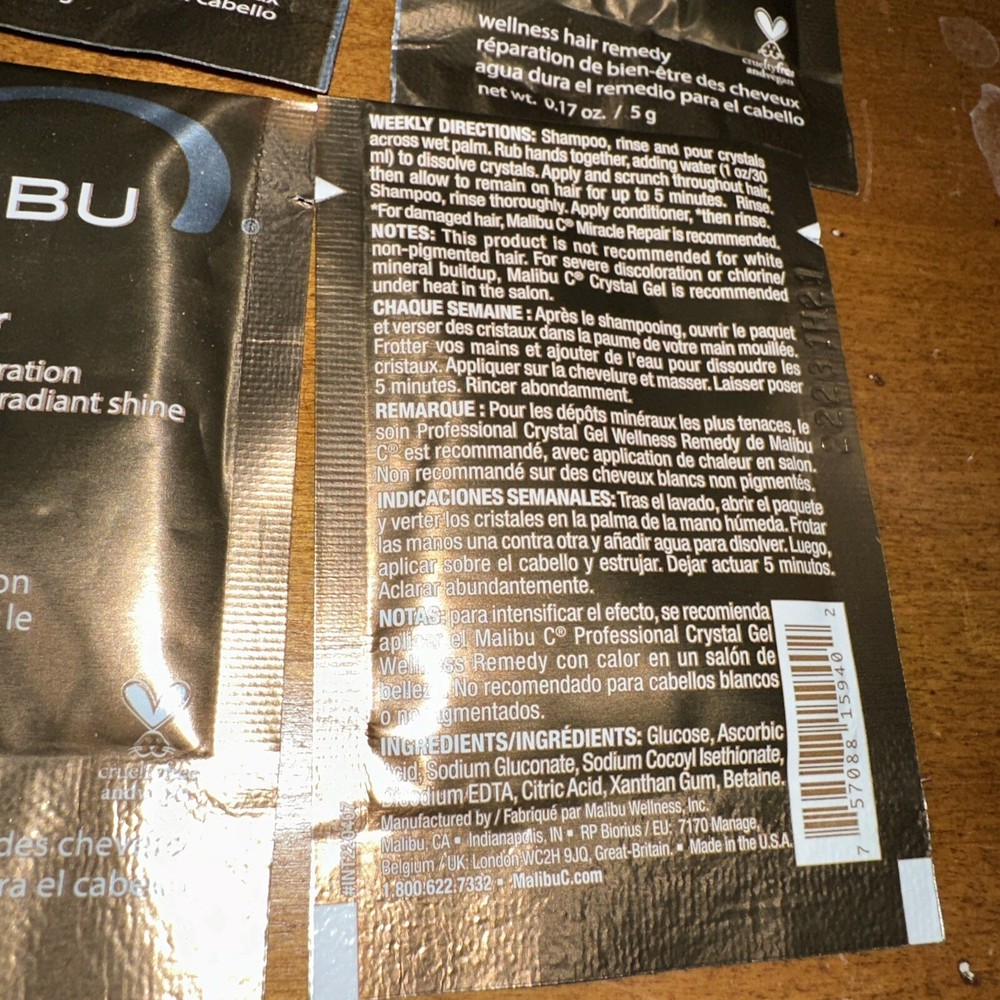 cabello
wellness hair remedy
réparation de bien-être des cheveux
agua dura el remedio para el cabello
net wt. 0.17 oz. / 5 g
crueltyfree
andvegan
BU
®
ration
radiant shine
on
le
des cheve
ra el cabe
WEEKLY DIRECTIONS: Shampoo, rinse and pour crystals
across wet palm. Rub hands together, adding water (1 oz/30
ml) to dissolve crystals. Apply and scrunch throughout hair,
then allow to remain on hair for up to 5 minutes. Rinse.
Shampoo, rinse thoroughly. Apply conditioner, *then rinse.
*For damaged hair, Malibu C® Miracle Repair is recommended.
NOTES: This product is not recommended for white
non-pigmented hair. For severe discoloration or chlorine/
mineral buildup, Malibu C® Crystal Gel is recommended
under heat in the salon.
CHAQUE SEMAINE : Après le shampooing, ouvrir le paquet
et verser des cristaux dans la paume de votre main mouillée.
Frotter vos mains et ajouter de l'eau pour dissoudre les
cristaux. Appliquer sur la chevelure et masser. Laisser poser
5 minutes. Rincer abondamment.
REMARQUE : Pour les dépôts minéraux les plus tenaces, le
soin Professional Crystal Gel Wellness Remedy de Malibu
C® est recommandé, avec application de chaleur en salon.
Non recommandé sur des cheveux blancs non pigmentés.
INDICACIONES SEMANALES: Tras el lavado, abrir el paquete
y verter los cristales en la palma de la mano húmeda. Frotar
las manos una contra otra y añadir agua para disolver. Luego,
aplicar sobre el cabello y estrujar. Dejar actuar 5 minutos.
Aclarar abundantemente.
NOTAS: para intensificar el efecto, se recomienda
aplicar el Malibu C® Professional Crystal Gel
Wellness Remedy con calor en un salón de
belleza. No recomendado para cabellos blancos
o no pigmentados.
INGREDIENTS/INGRÉDIENTS: Glucose, Ascorbic
Acid, Sodium Gluconate, Sodium Cocoyl Isethionate,
Disodium EDTA, Citric Acid, Xanthan Gum, Betaine.
Manufactured by / Fabriqué par Malibu Wellness, Inc.
Malibu, CA • Indianapolis, IN • RP Biorius / EU: 7170 Manage,
Belgium / UK: London WC2H 9JQ, Great-Britain. • Made in the U.S.A.
1.800.622.7332 • MalibuC.com
7 57088 15940 2